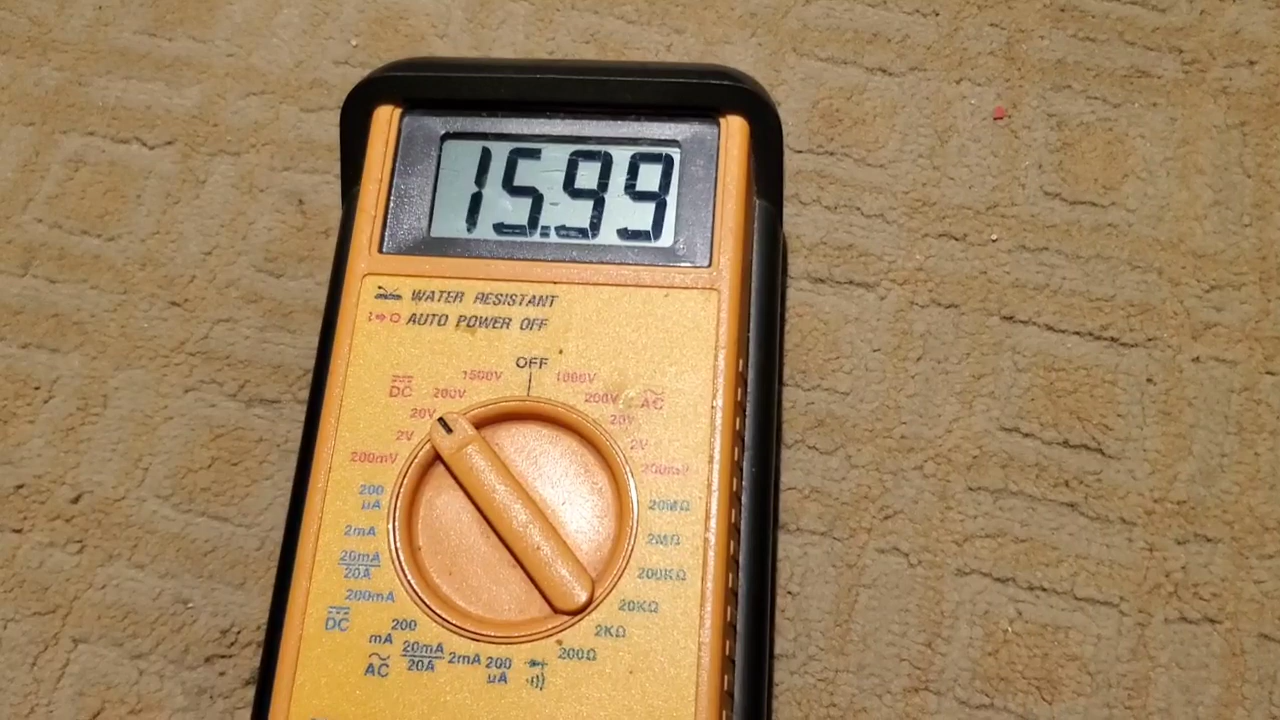 15.99
WATER RESISTANT
AUTO POWER OFF
OFF
1500V
1000V
DC
200V
200V
AC
20V
20V
2V
2V
200mV
200mV
200
µA
20MΩ
2mA
2MΩ
20mA
20A
200KΩ
200mA
20KΩ
DC
200
mA
2KΩ
AC
20mA
20A
2mA
200
µA
200Ω